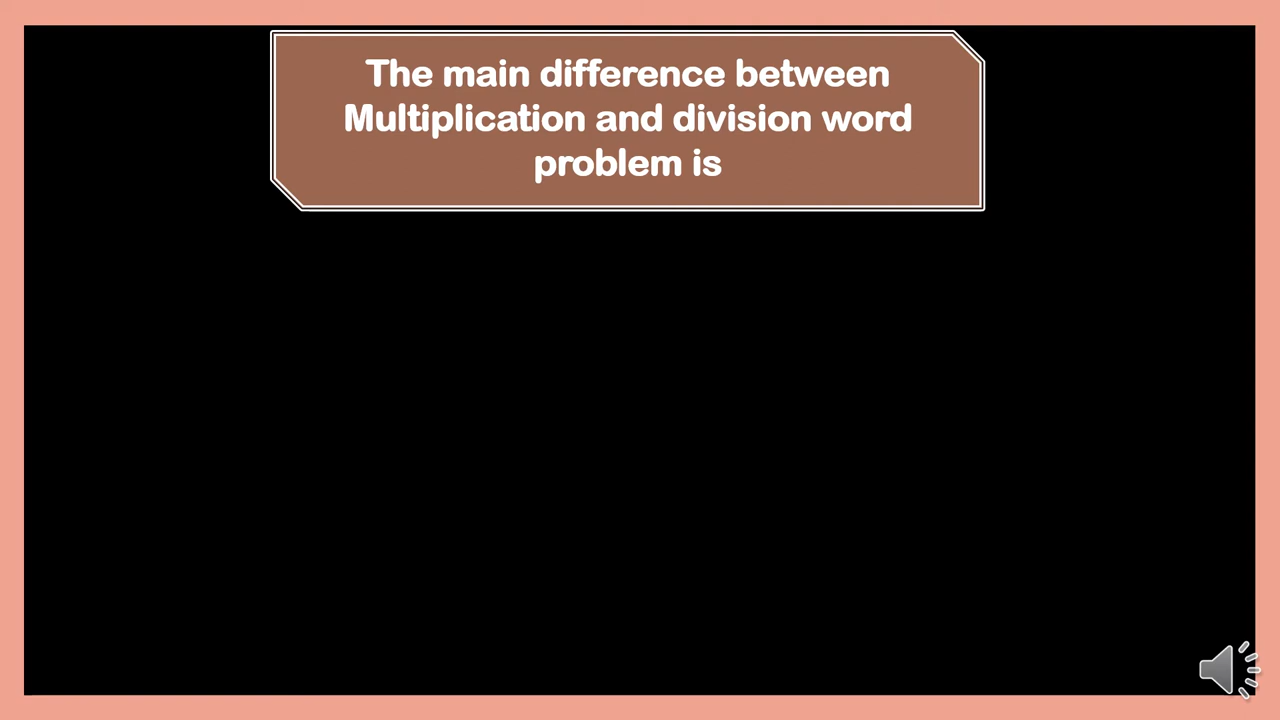 The main difference between
Multiplication and division word
problem is